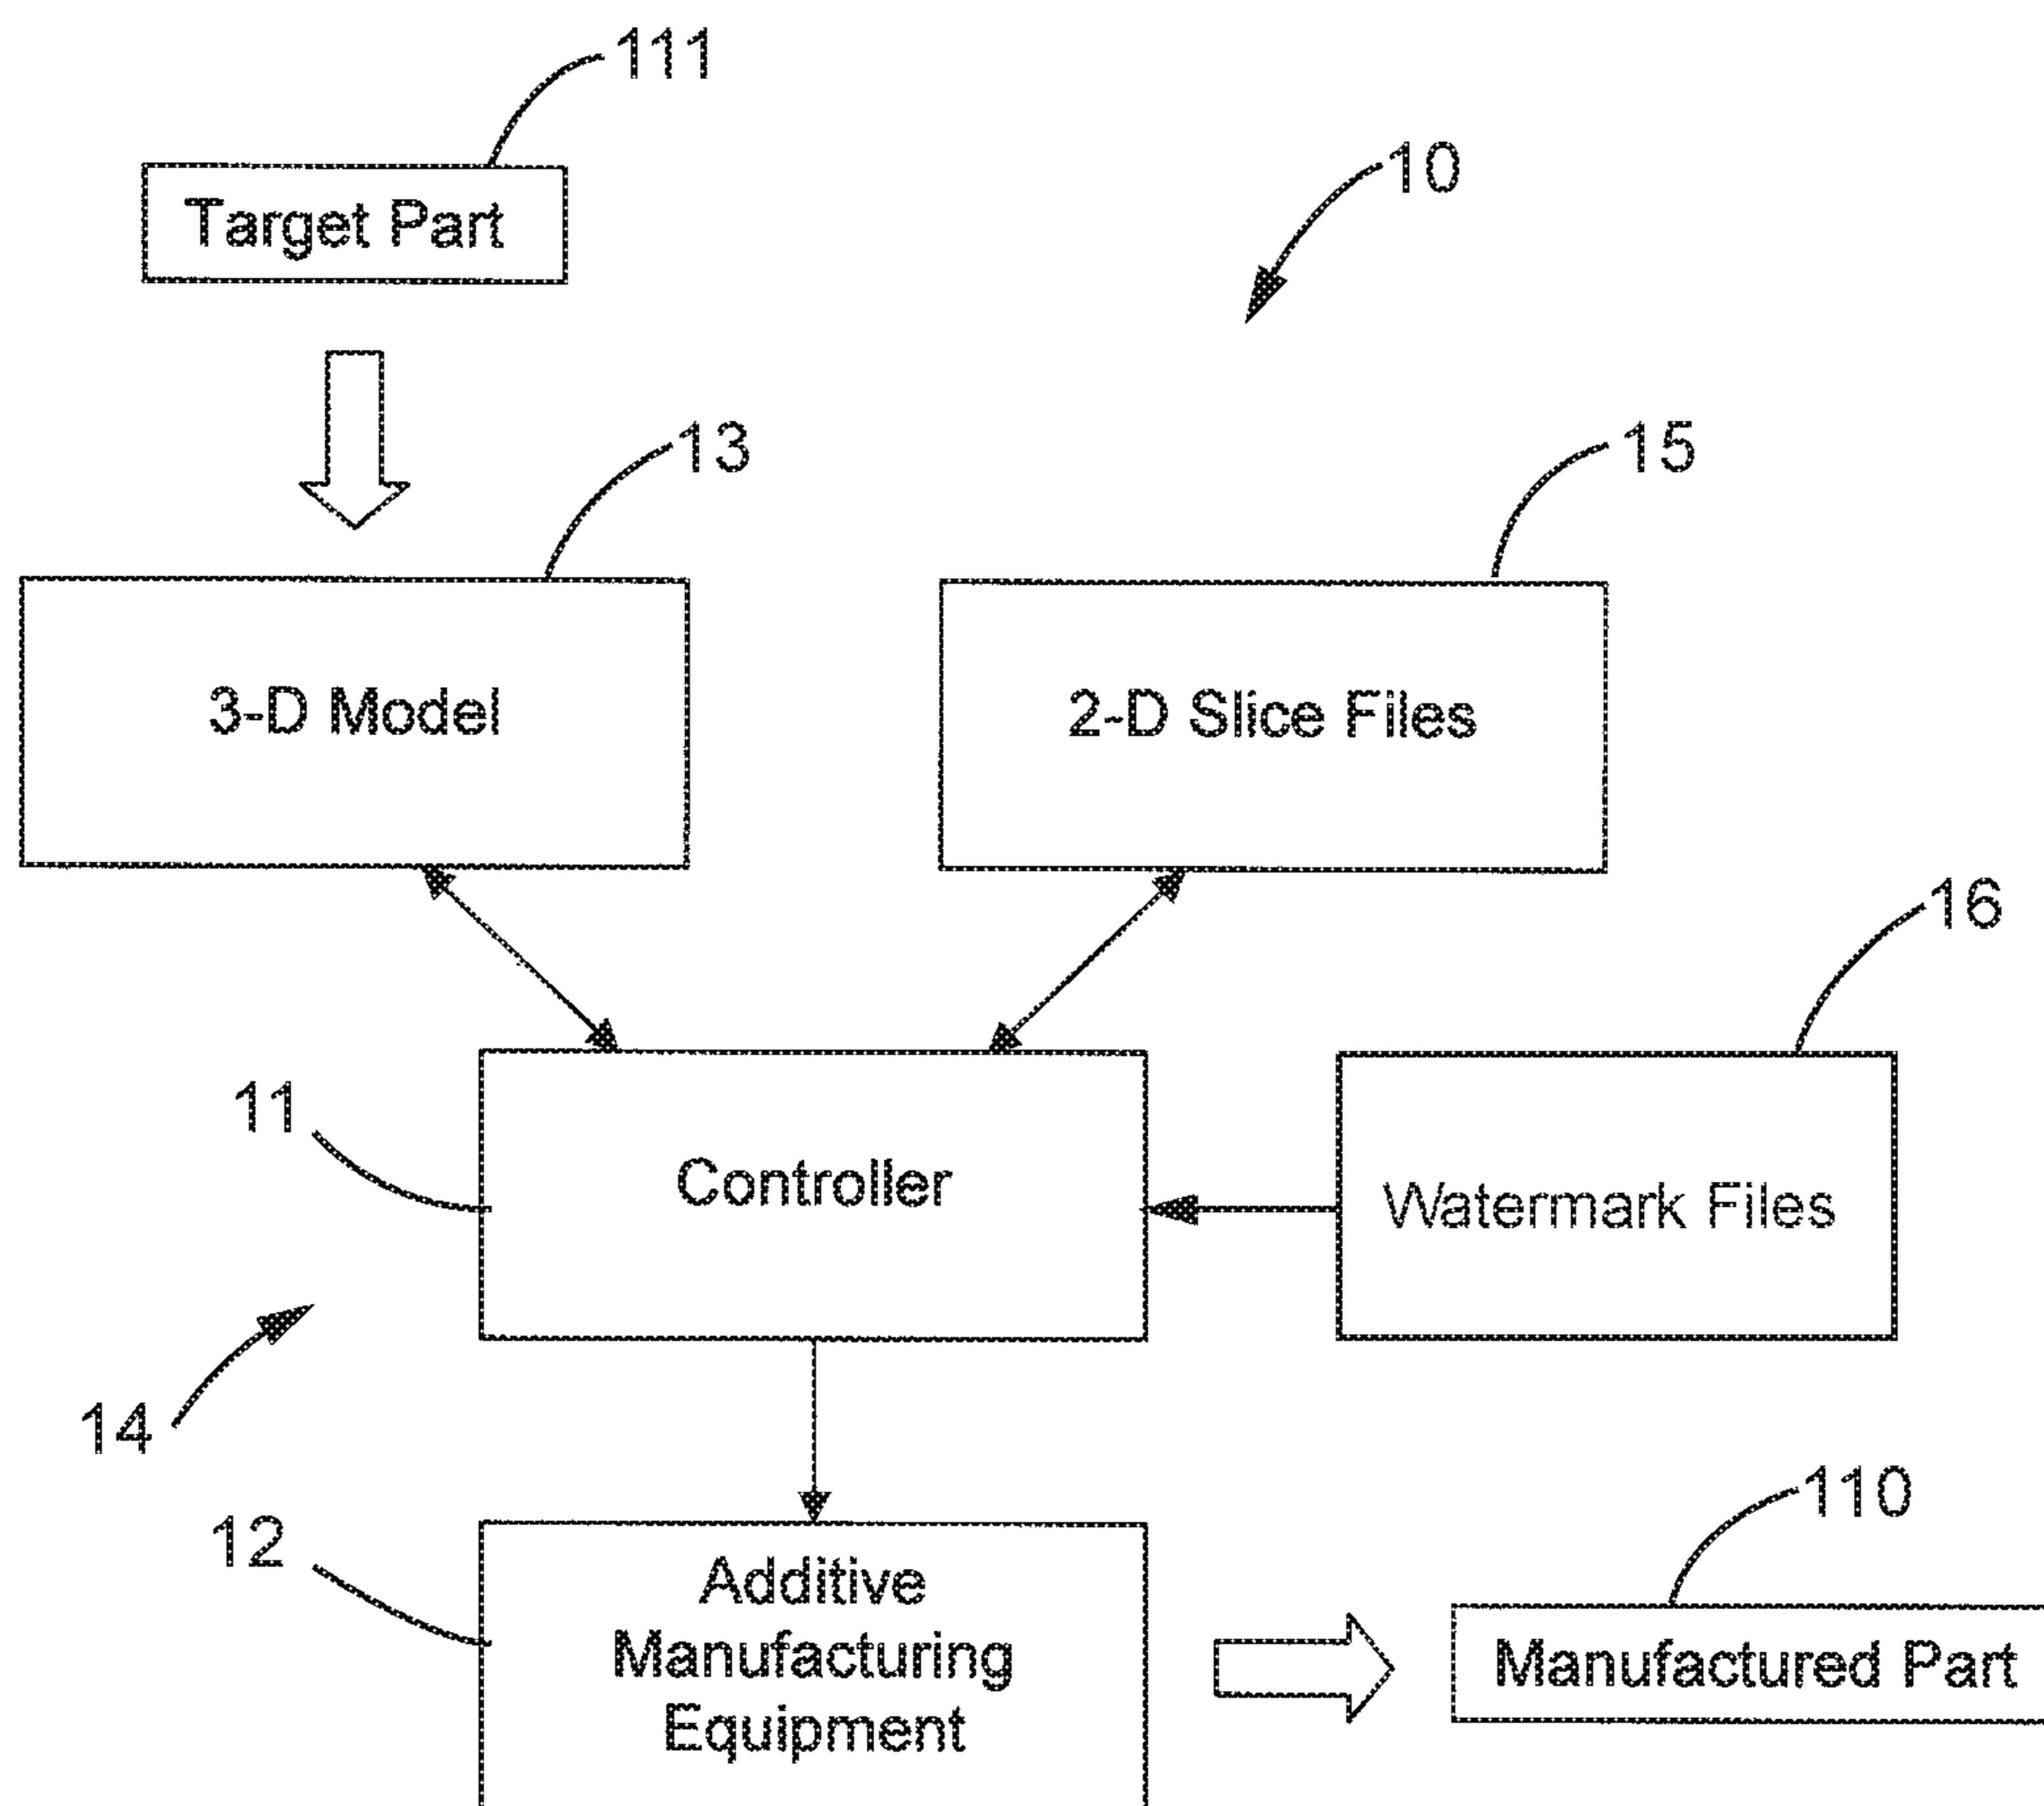 111
Target Part
10
13
15
3-D Model
2-D Slice Files
16
11
Controller
Watermark Files
14
12
Additive
Manufacturing
Equipment
110
Manufactured Part